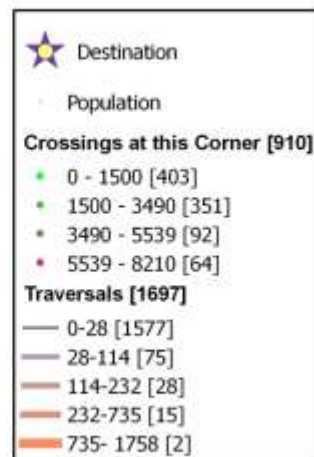 Destination
Population
Crossings at this Corner [910]
0 - 1500 [403]
1500 - 3490 [351]
3490 - 5539 [92]
5539 - 8210 [64]
Traversals [1697]
0-28 [1577]
28-114 [75]
114-232 [28]
232-735 [15]
735- 1758 [2]